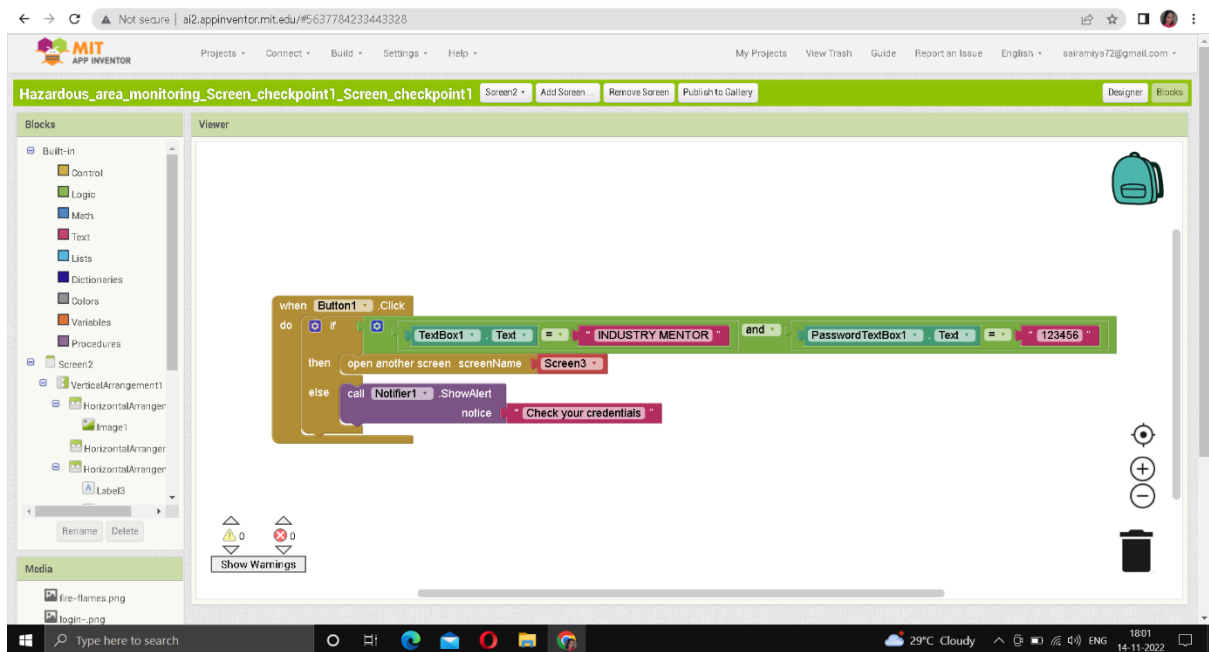 Not secure | ai2.appinventor.mit.edu/#5637784233443328
MIT
APP INVENTOR
Projects Connect Build Settings Help My Projects View Trash Guide Report an Issue English sairamiya72@gmail.com
Hazardous_area_monitoring_Screen_checkpoint1_Screen_checkpoint1 Screen2 Add Screen ... Remove Screen Publish to Gallery Designer Blocks
Blocks
Viewer
Built-in
Control
Logic
Math
Text
Lists
Dictionaries
Colors
Variables
Procedures
Screen2
VerticalArrangement1
HorizontalArranger
Image1
HorizontalArranger
HorizontalArranger
Label3
Rename Delete
Media
fire-flames.png
login-.png
when Button1 .Click
do if TextBox1 . Text = " INDUSTRY MENTOR " and PasswordTextBox1 . Text = " 123456 "
then open another screen screenName Screen3
else call Notifier1 .ShowAlert
notice " Check your credentials "
0 0
Show Warnings
Type here to search
29°C Cloudy ENG
18:01
14-11-2022